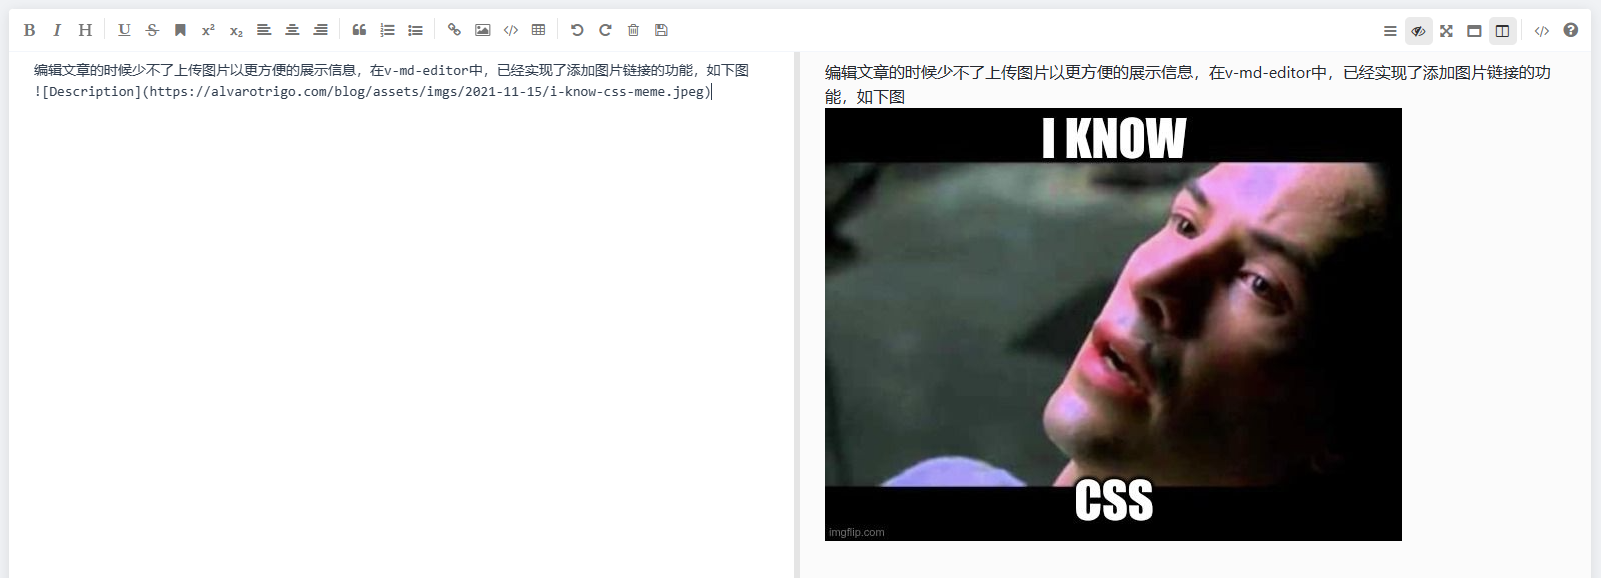 B I H U S x² x₂
编辑文章的时候少不了上传图片以更方便的展示信息，在v-md-editor中，已经实现了添加图片链接的功能，如下图
![Description](https://alvarotrigo.com/blog/assets/imgs/2021-11-15/i-know-css-meme.jpeg)
编辑文章的时候少不了上传图片以更方便的展示信息，在v-md-editor中，已经实现了添加图片链接的功
能，如下图
I KNOW
CSS
imgflip.com